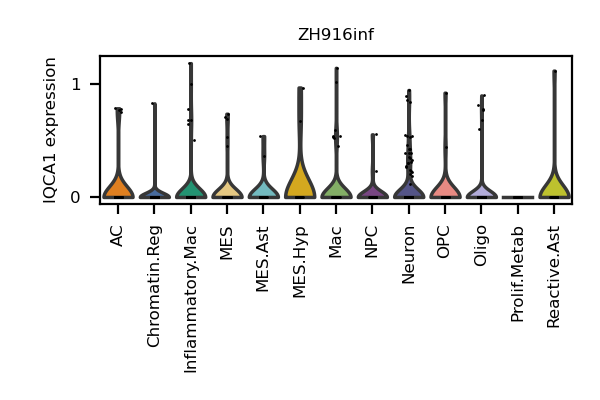 ZH916inf
IQCA1 expression
1
0
AC
Chromatin.Reg
Inflammatory.Mac
MES
MES.Ast
MES.Hyp
Mac
NPC
Neuron
OPC
Oligo
Prolif.Metab
Reactive.Ast